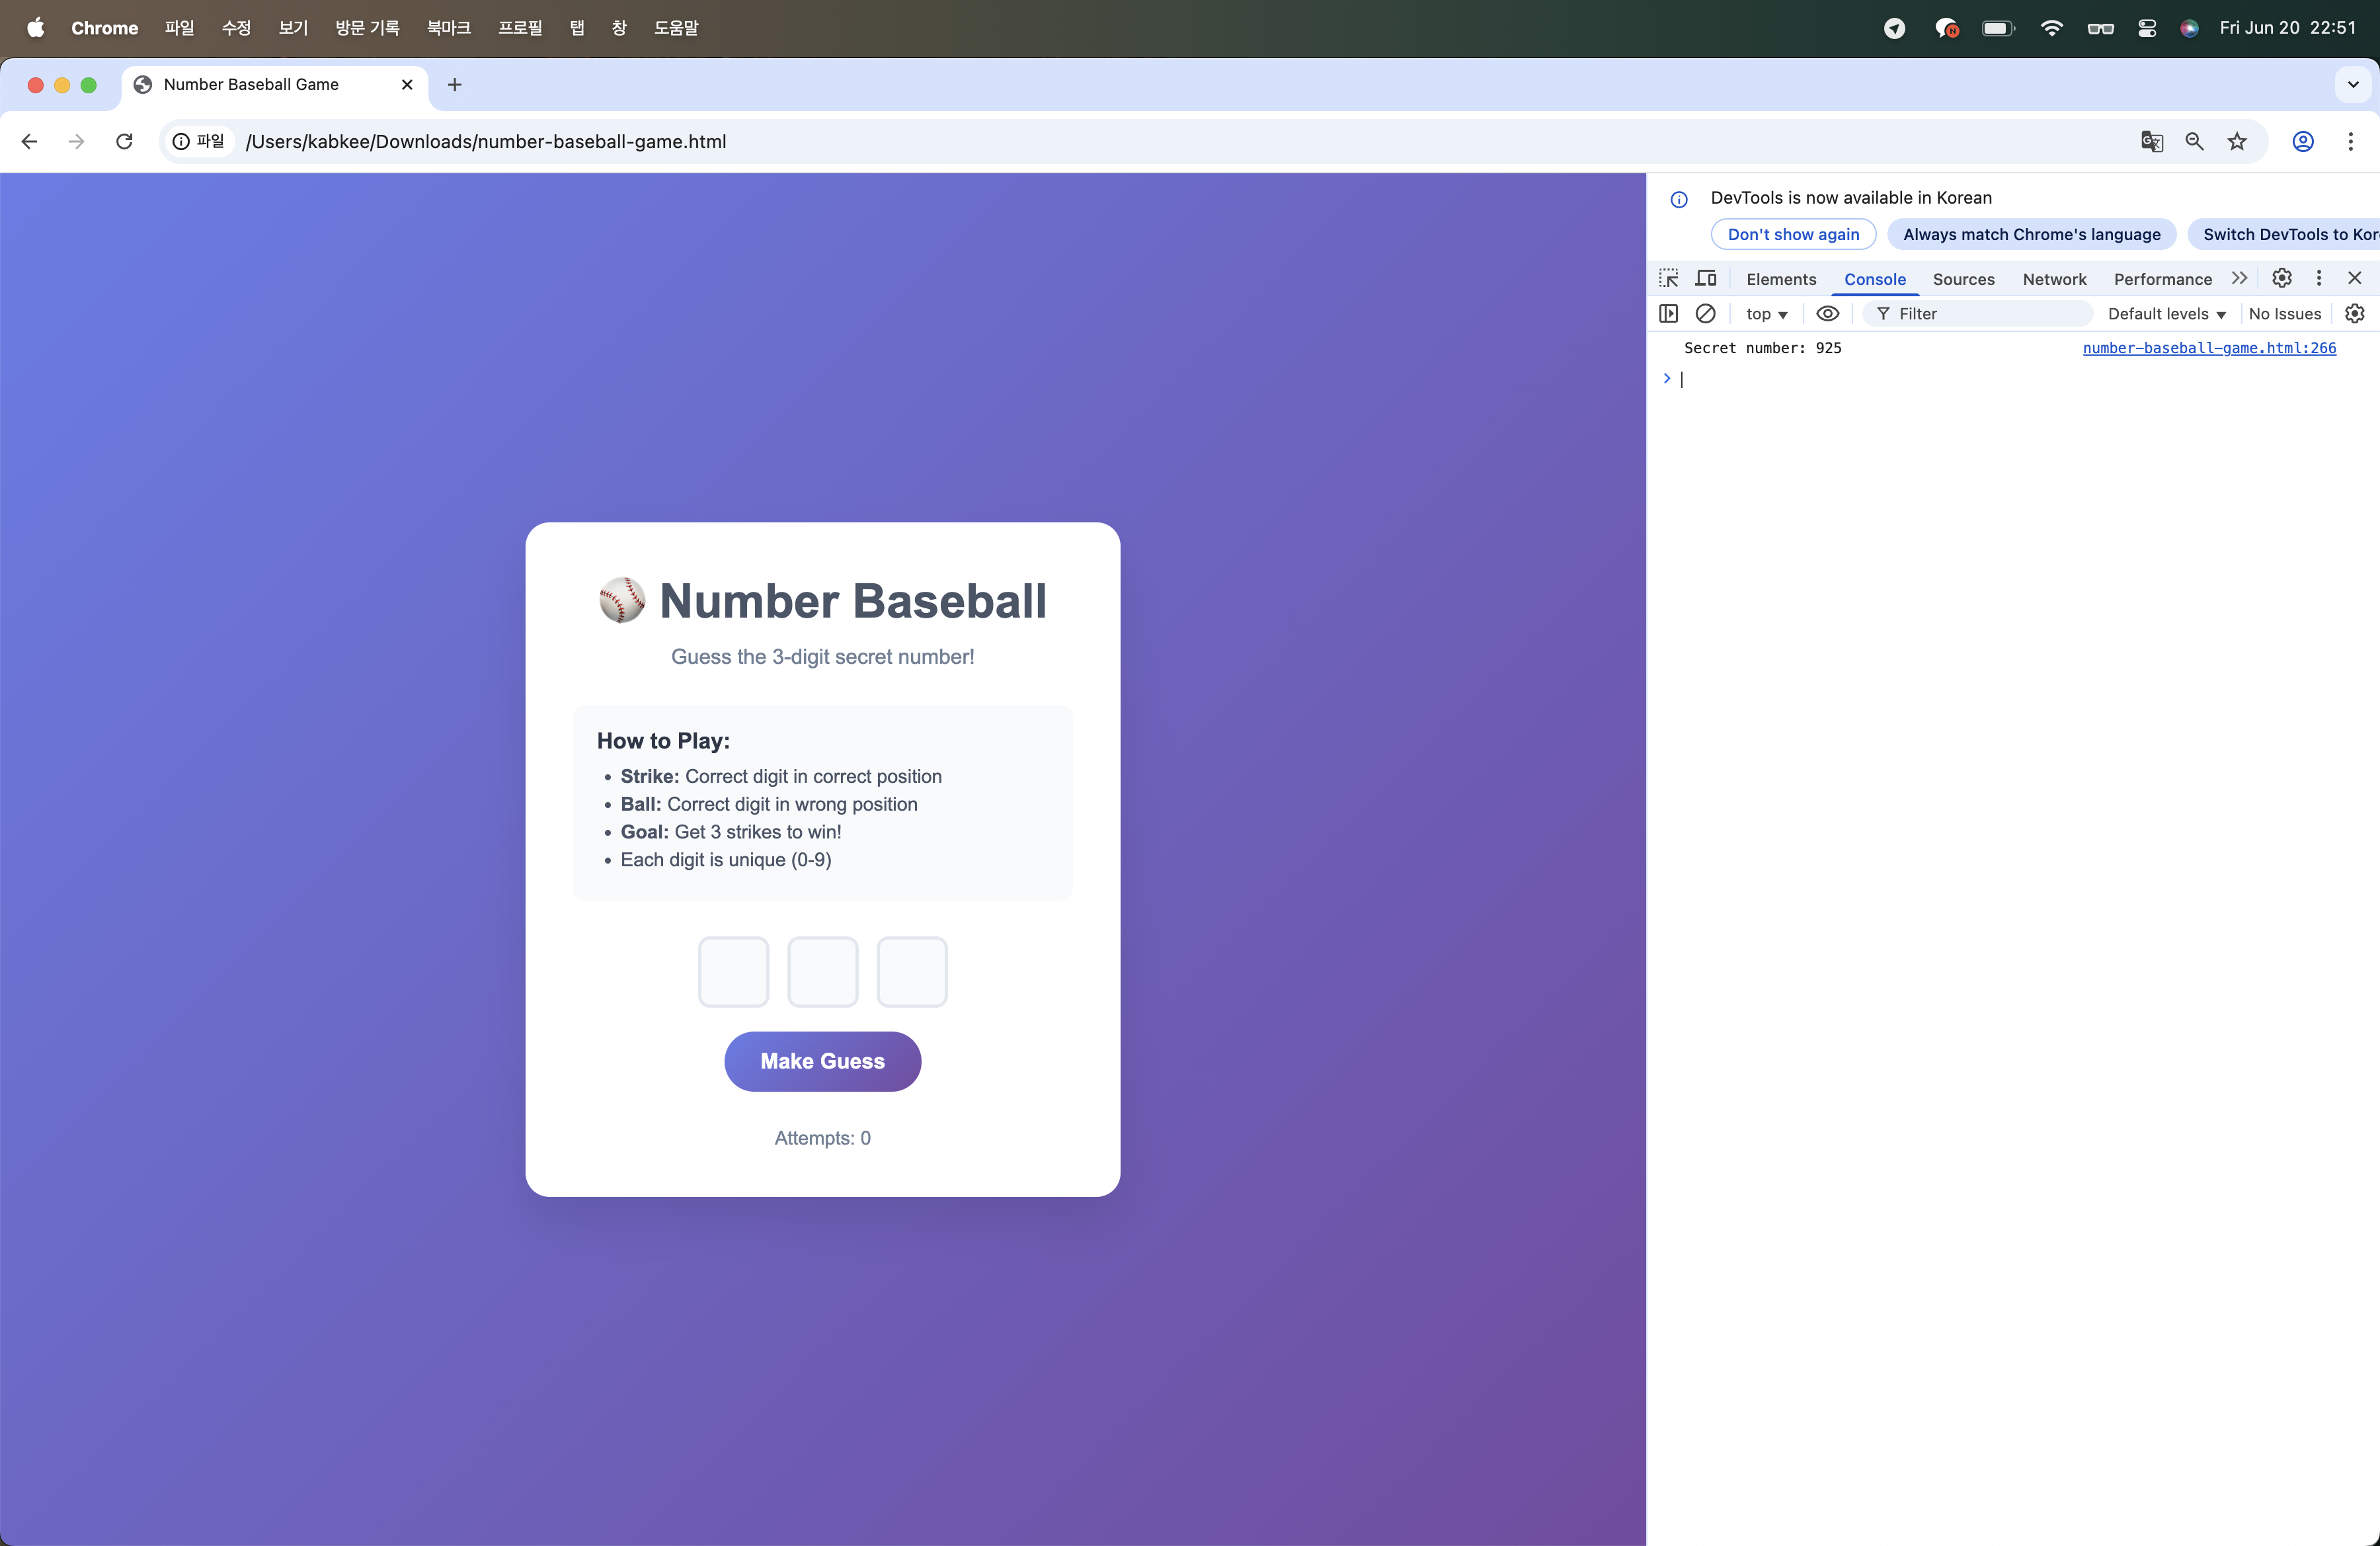 Chrome 파일 수정 보기 방문 기록 북마크 프로필 탭 창 도움말 Fri Jun 20 22:51
Number Baseball Game
파일 /Users/kabkee/Downloads/number-baseball-game.html
DevTools is now available in Korean
Don't show again Always match Chrome's language Switch DevTools to Kor
Elements Console Sources Network Performance
top Filter Default levels No Issues
Secret number: 925 number-baseball-game.html:266
Number Baseball
Guess the 3-digit secret number!
How to Play:
• Strike: Correct digit in correct position
• Ball: Correct digit in wrong position
• Goal: Get 3 strikes to win!
• Each digit is unique (0-9)
Make Guess
Attempts: 0